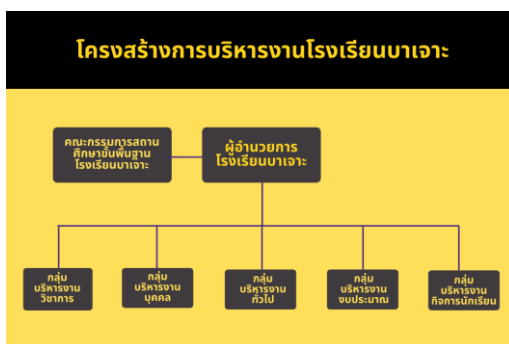 โครงสร้างการบริหารงานโรงเรียนบาเจาะ
คณะกรรมการสถาน
ศึกษาขั้นพื้นฐาน
โรงเรียนบาเจาะ
ผู้อำนวยการ
โรงเรียนบาเจาะ
กลุ่ม
บริหารงาน
วิชาการ
กลุ่ม
บริหารงาน
บุคคล
กลุ่ม
บริหารงาน
ทั่วไป
กลุ่ม
บริหารงาน
งบประมาณ
กลุ่ม
บริหารงาน
กิจการนักเรียน